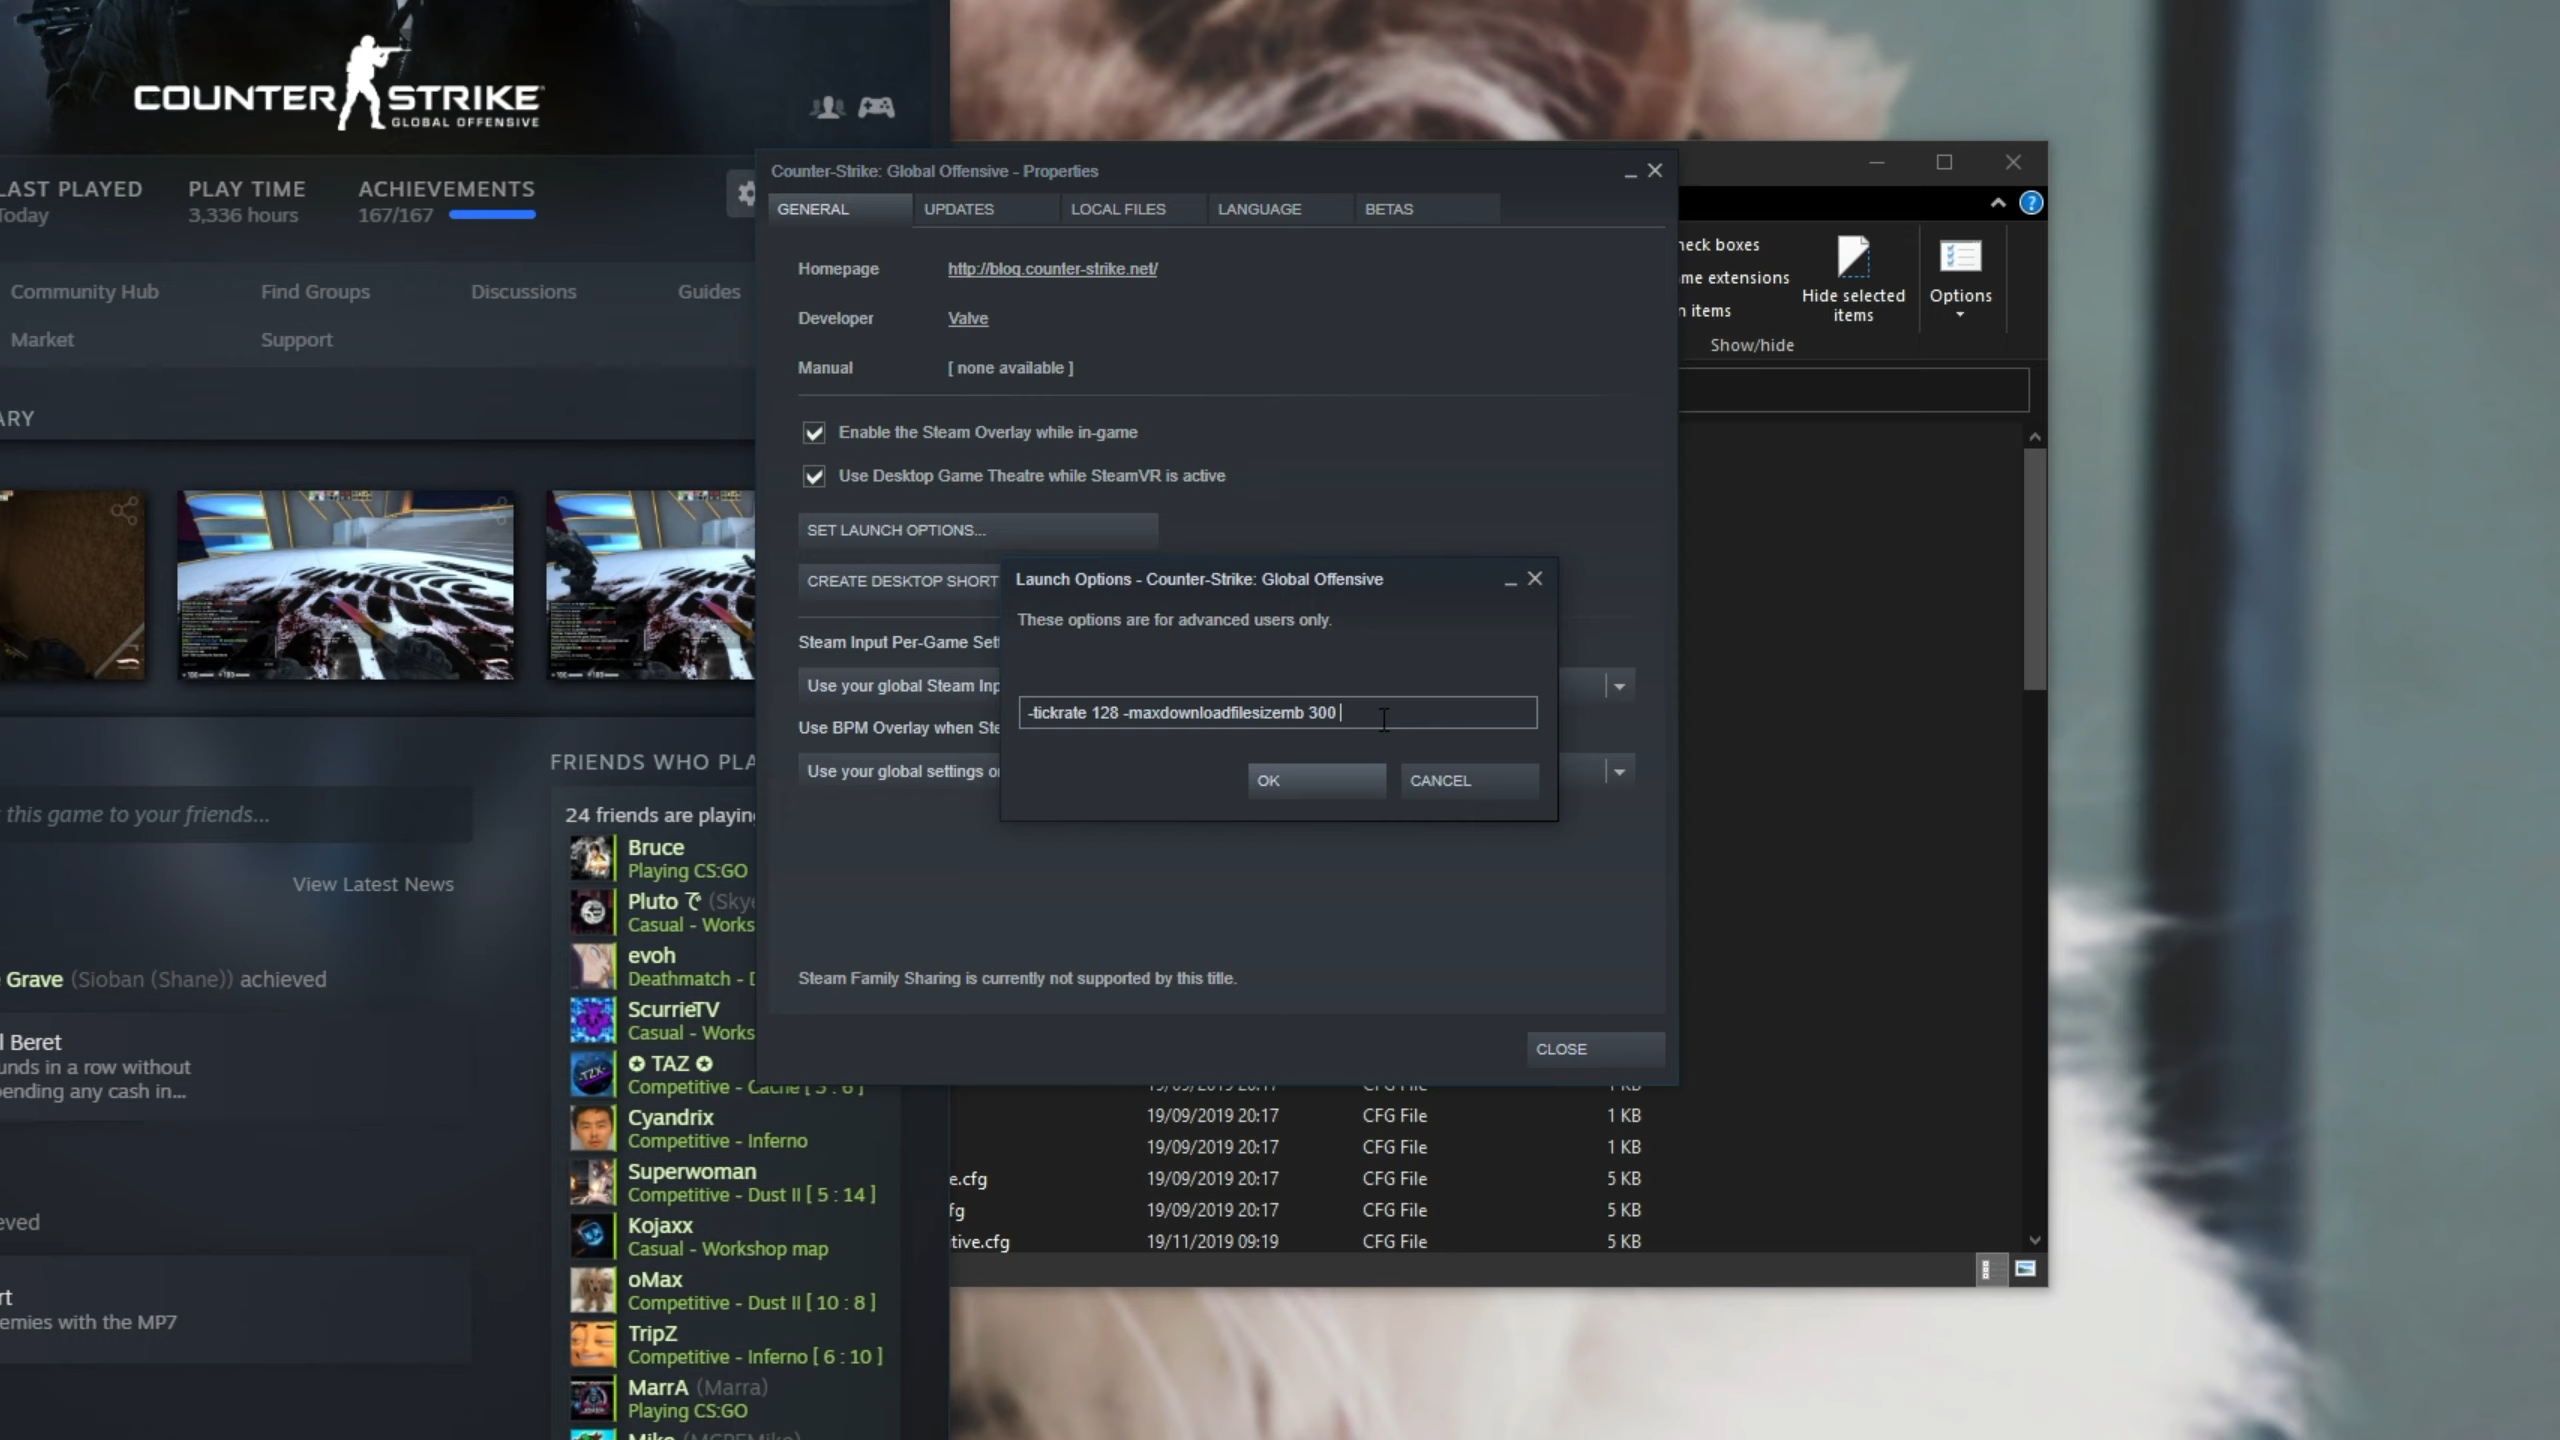 COUNTER STRIKE
GLOBAL OFFENSIVE
LAST PLAYED
Today
PLAY TIME
3,336 hours
ACHIEVEMENTS
167/167
Community Hub
Find Groups
Discussions
Guides
Market
Support
ARY
this game to your friends...
View Latest News
Grave (Sioban (Shane)) achieved
l Beret
unds in a row without
pending any cash in...
eved
rt
emies with the MP7
FRIENDS WHO PLA
24 friends are playin
Bruce
Playing CS:GO
Pluto で (Skye
Casual - Works
evoh
Deathmatch - D
ScurrieTV
Casual - Works
✪ TAZ ✪
Competitive - Cache [ 5 : 6 ]
Cyandrix
Competitive - Inferno
Superwoman
Competitive - Dust II [ 5 : 14 ]
Kojaxx
Casual - Workshop map
oMax
Competitive - Dust II [ 10 : 8 ]
TripZ
Competitive - Inferno [ 6 : 10 ]
MarrA (Marra)
Playing CS:GO
Counter-Strike: Global Offensive - Properties
GENERAL
UPDATES
LOCAL FILES
LANGUAGE
BETAS
Homepage
http://blog.counter-strike.net/
Developer
Valve
Manual
[ none available ]
Enable the Steam Overlay while in-game
Use Desktop Game Theatre while SteamVR is active
SET LAUNCH OPTIONS...
CREATE DESKTOP SHORT
Steam Input Per-Game Sett
Use your global Steam Inp
Use BPM Overlay when Ste
Use your global settings o
Launch Options - Counter-Strike: Global Offensive
These options are for advanced users only.
-tickrate 128 -maxdownloadfilesizemb 300
OK
CANCEL
Steam Family Sharing is currently not supported by this title.
CLOSE
heck boxes
me extensions
n items
Hide selected
items
Options
Show/hide
19/09/2019 20:17 CFG File 1 KB
19/09/2019 20:17 CFG File 1 KB
19/09/2019 20:17 CFG File 1 KB
e.cfg 19/09/2019 20:17 CFG File 5 KB
fg 19/09/2019 20:17 CFG File 5 KB
tive.cfg 19/11/2019 09:19 CFG File 5 KB